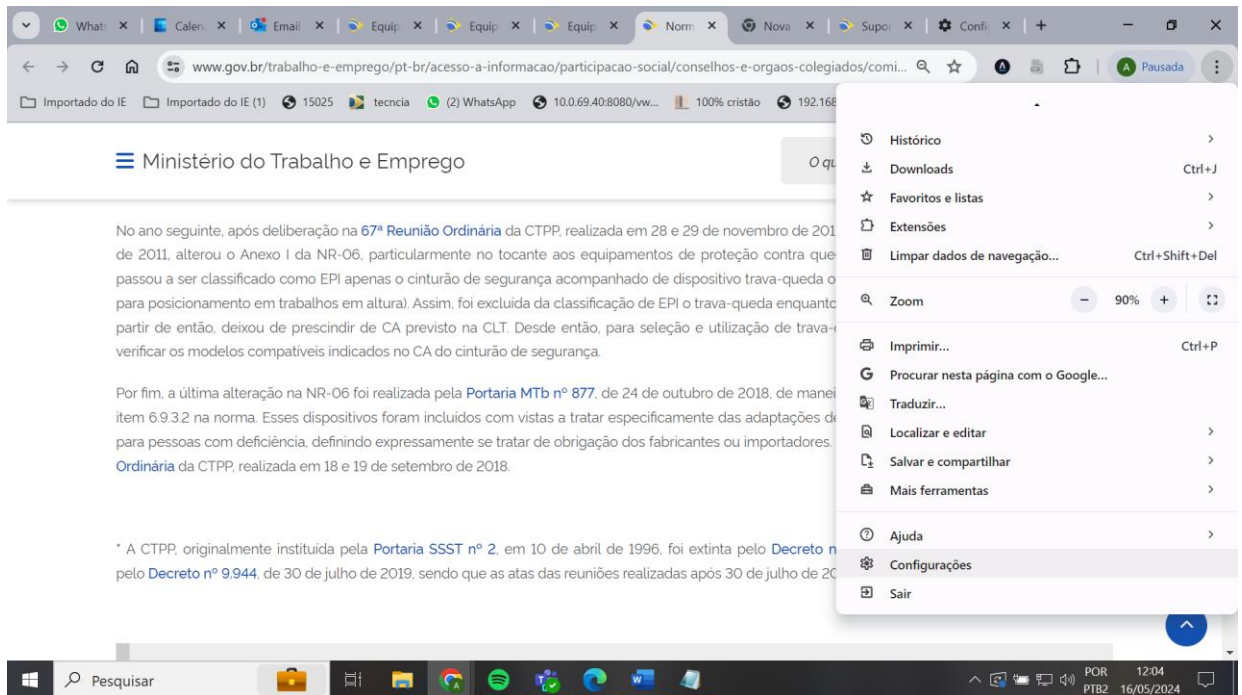 What
Calen
Email
Equip
Equip
Equip
Norm
Nova
Supor
Config
www.gov.br/trabalho-e-emprego/pt-br/acesso-a-informacao/participacao-social/conselhos-e-orgaos-colegiados/comi...
A Pausada
Importado do IE
Importado do IE (1)
15025
tecncia
(2) WhatsApp
10.0.69.40:8080/vw...
100% cristão
192.168
Ministério do Trabalho e Emprego
O qu
No ano seguinte, após deliberação na 67ª Reunião Ordinária da CTPP, realizada em 28 e 29 de novembro de 201
de 2011, alterou o Anexo I da NR-06, particularmente no tocante aos equipamentos de proteção contra que
passou a ser classificado como EPI apenas o cinturão de segurança acompanhado de dispositivo trava-queda o
para posicionamento em trabalhos em altura). Assim, foi excluída da classificação de EPI o trava-queda enquanto
partir de então, deixou de prescindir de CA previsto na CLT. Desde então, para seleção e utilização de trava-
verificar os modelos compatíveis indicados no CA do cinturão de segurança.
Por fim, a última alteração na NR-06 foi realizada pela Portaria MTb nº 877, de 24 de outubro de 2018, de manei
item 6.9.3.2 na norma. Esses dispositivos foram incluídos com vistas a tratar especificamente das adaptações de
para pessoas com deficiência, definindo expressamente se tratar de obrigação dos fabricantes ou importadores.
Ordinária da CTPP, realizada em 18 e 19 de setembro de 2018.
* A CTPP, originalmente instituída pela Portaria SSST nº 2, em 10 de abril de 1996, foi extinta pelo Decreto n
pelo Decreto nº 9.944, de 30 de julho de 2019, sendo que as atas das reuniões realizadas após 30 de julho de 20
Histórico
Downloads Ctrl+J
Favoritos e listas
Extensões
Limpar dados de navegação... Ctrl+Shift+Del
Zoom - 90% +
Imprimir... Ctrl+P
Procurar nesta página com o Google...
Traduzir...
Localizar e editar
Salvar e compartilhar
Mais ferramentas
Ajuda
Configurações
Sair
Pesquisar
POR
PTB2
12:04
16/05/2024